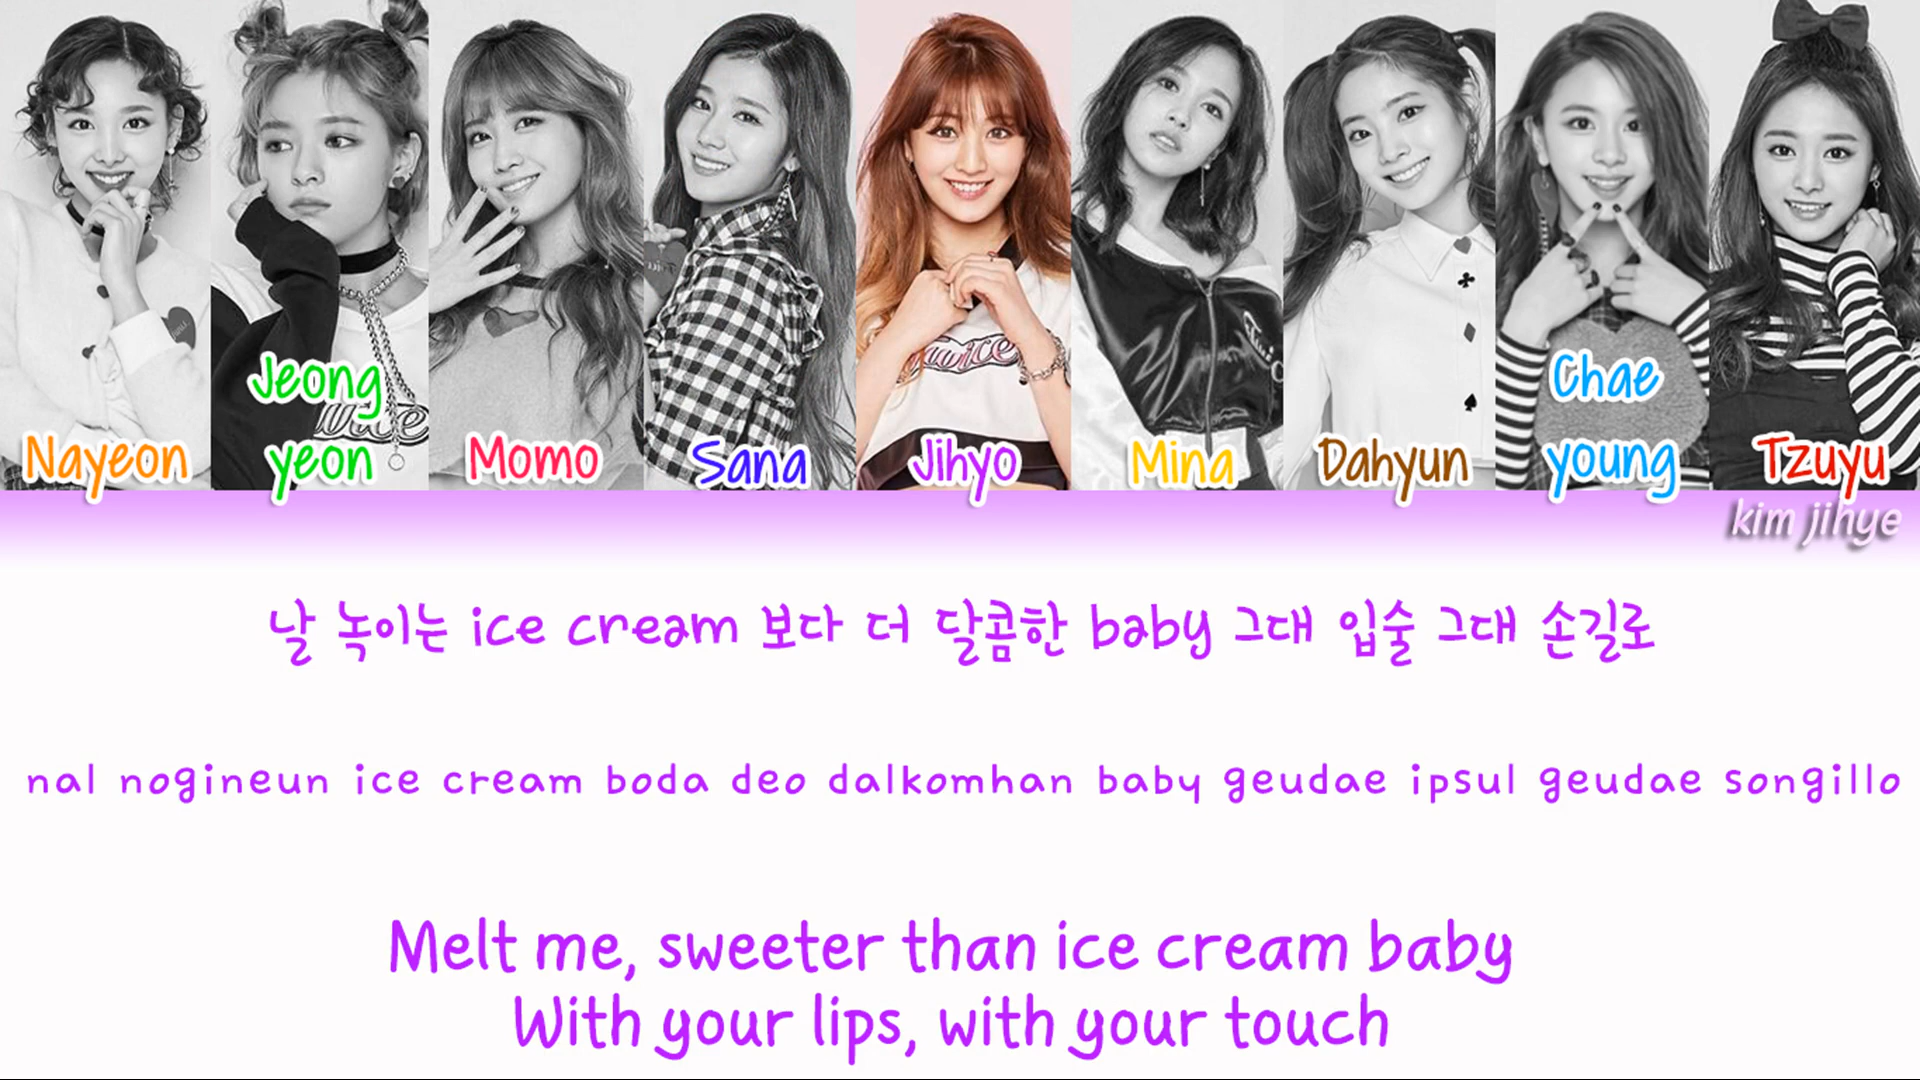 Nayeon
Jeong
yeon
Momo
Sana
Jihyo
Mina
Dahyun
Chae
young
Tzuyu
kim jihye
날 녹이는 ice cream 보다 더 달콤한 baby 그대 입술 그대 손길로
nal nogineun ice cream boda deo dalkomhan baby geudae ipsul geudae songillo
Melt me, sweeter than ice cream baby
With your lips, with your touch